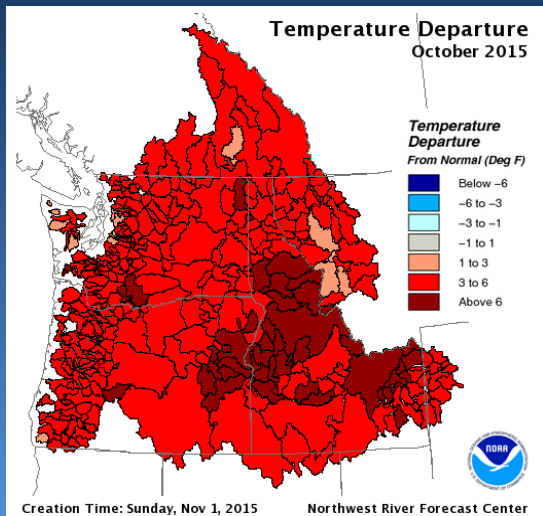 Temperature Departure
October 2015
Temperature
Departure
From Normal (Deg F)
Below -6
-6 to -3
-3 to -1
-1 to 1
1 to 3
3 to 6
Above 6
NOAA
Creation Time: Sunday, Nov 1, 2015
Northwest River Forecast Center